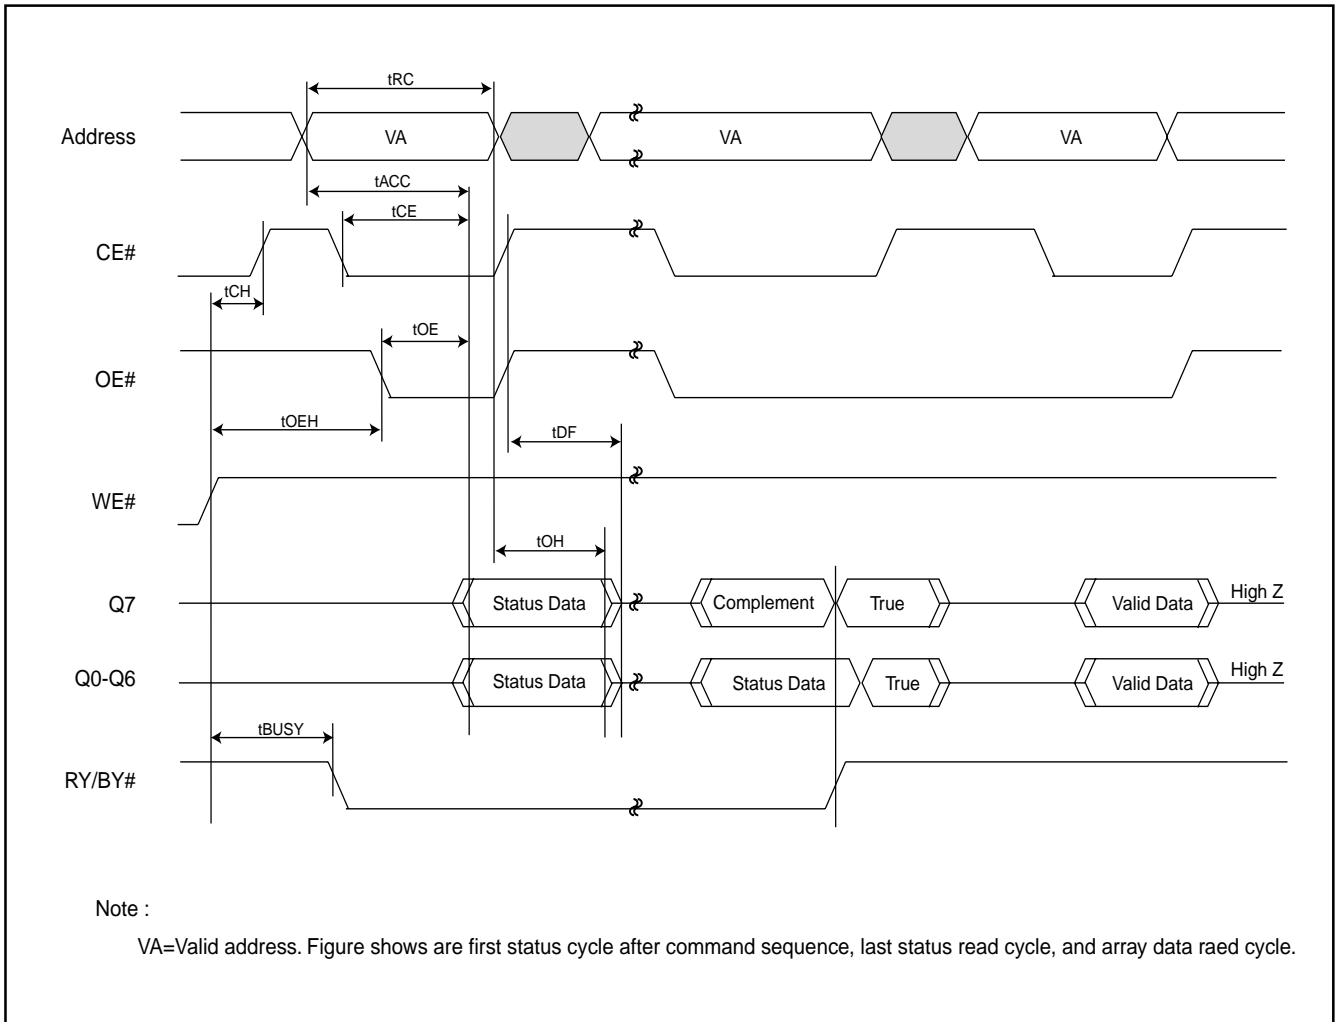 tRC
Address
VA
VA
VA
tACC
tCE
CE#
tCH
tOE
OE#
tOEH
tDF
WE#
tOH
Q7
Status Data
Complement
True
Valid Data
High Z
Q0-Q6
Status Data
Status Data
True
Valid Data
High Z
tBUSY
RY/BY#
Note :
VA=Valid address. Figure shows are first status cycle after command sequence, last status read cycle, and array data raed cycle.